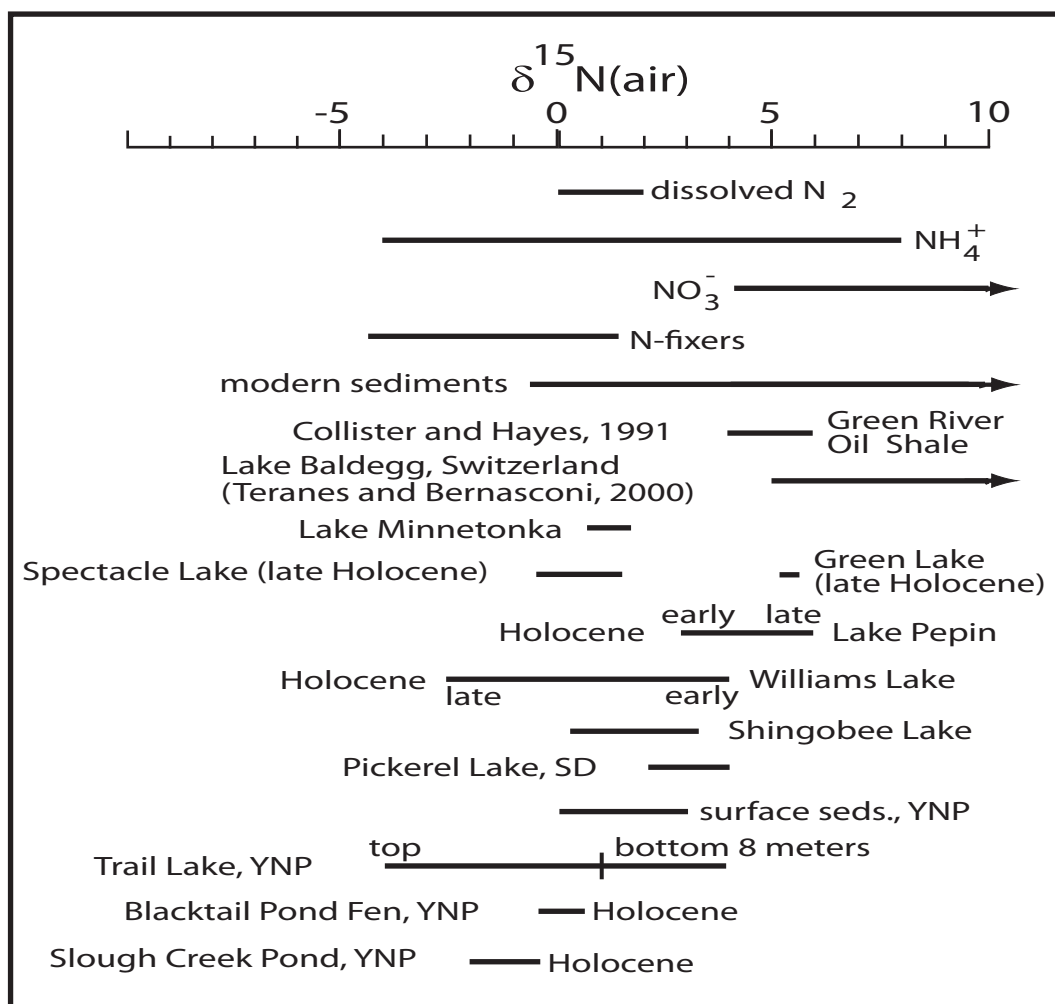 δ15N(air)
-5 0 5 10
dissolved N2
NH4+
NO3-
N-fixers
modern sediments
Collister and Hayes, 1991
Green River
Oil Shale
Lake Baldegg, Switzerland
(Teranes and Bernasconi, 2000)
Lake Minnetonka
Spectacle Lake (late Holocene)
Green Lake
(late Holocene)
early late
Holocene Lake Pepin
Holocene Williams Lake
late early
Shingobee Lake
Pickerel Lake, SD
surface seds., YNP
top bottom 8 meters
Trail Lake, YNP
Blacktail Pond Fen, YNP Holocene
Slough Creek Pond, YNP Holocene